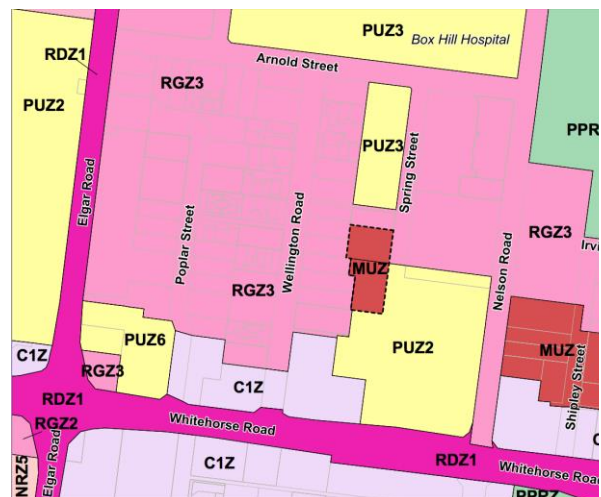 PUZ3
Box Hill Hospital
RDZ1
Arnold Street
RGZ3
PUZ2
PPR
PUZ3
Spring Street
Elgar Road
Poplar Street
Wellington Road
Nelson Road
RGZ3
Irvi
MUZ
RGZ3
PUZ6
PUZ2
MUZ
Shipley Street
C1Z
RGZ3
C1Z
RDZ1
Whitehorse Road
RGZ2
Elgar Road
NRZ5
C1Z
RDZ1
Whitehorse Road
C
PPRZ